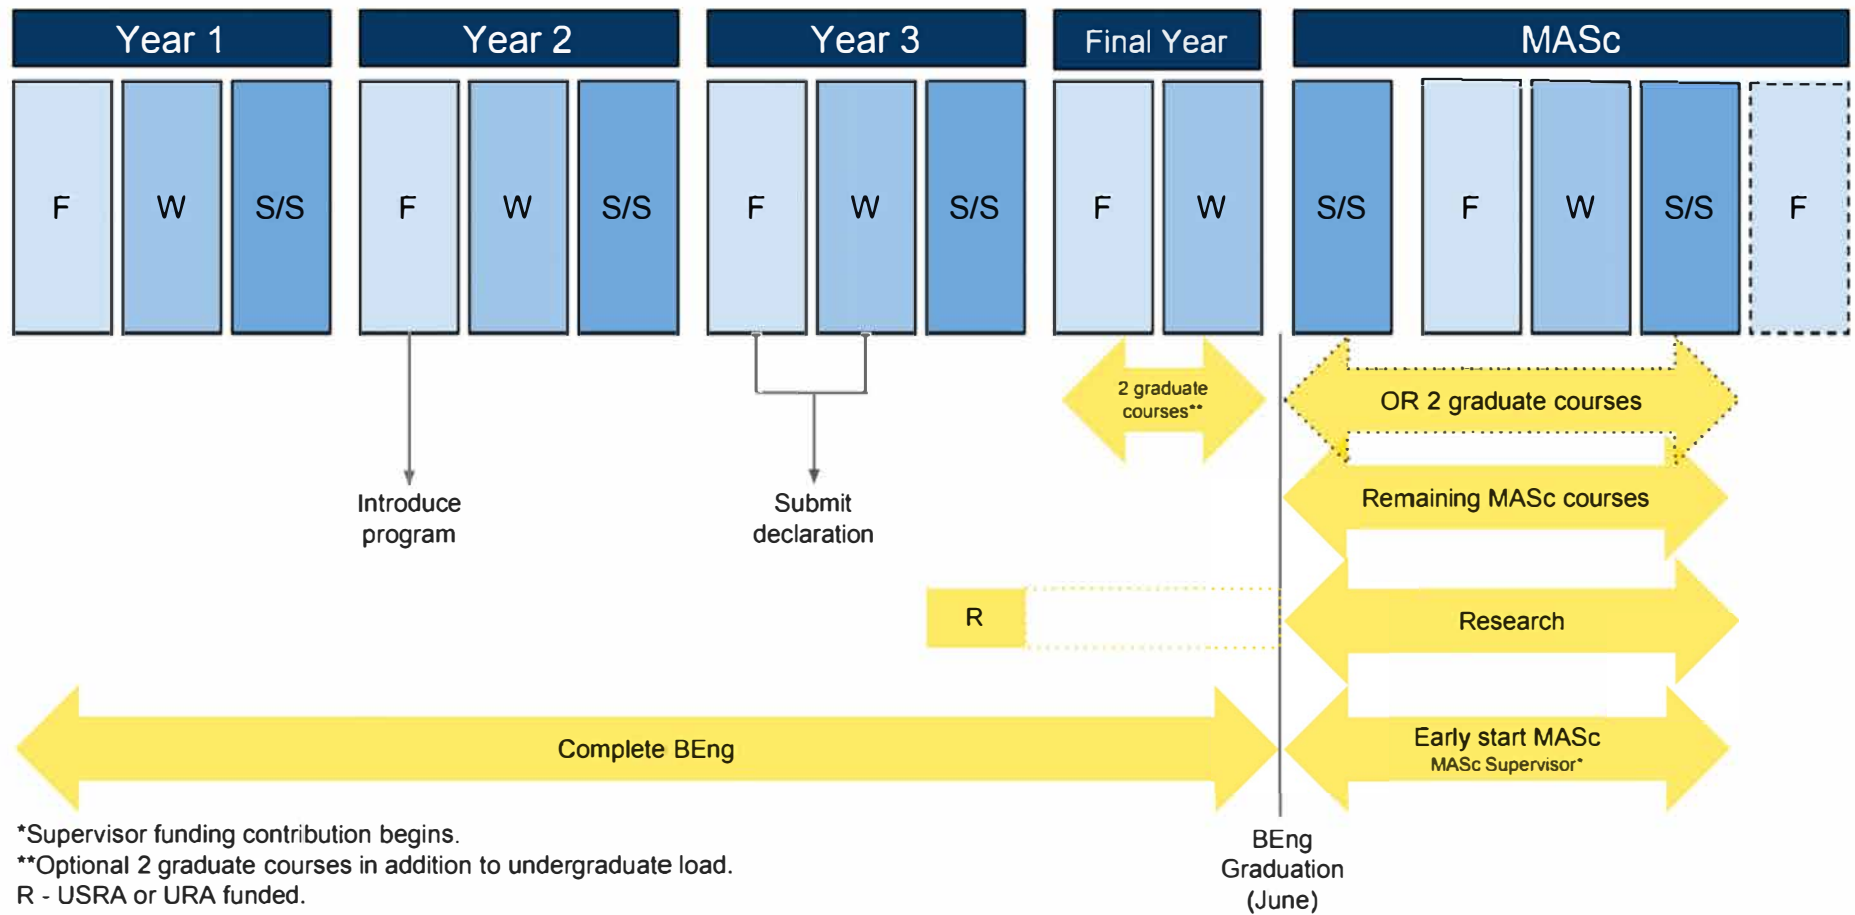 Year 1
Year 2
Year 3
Final Year
MASc
F
W
S/S
F
W
S/S
F
W
S/S
F
W
S/S
F
W
S/S
F
2 graduate
courses**
OR 2 graduate courses
Remaining MASc courses
Introduce
program
Submit
declaration
R
Research
Complete BEng
Early start MASc
MASc Supervisor*
BEng
Graduation
(June)
*Supervisor funding contribution begins.
**Optional 2 graduate courses in addition to undergraduate load.
R - USRA or URA funded.